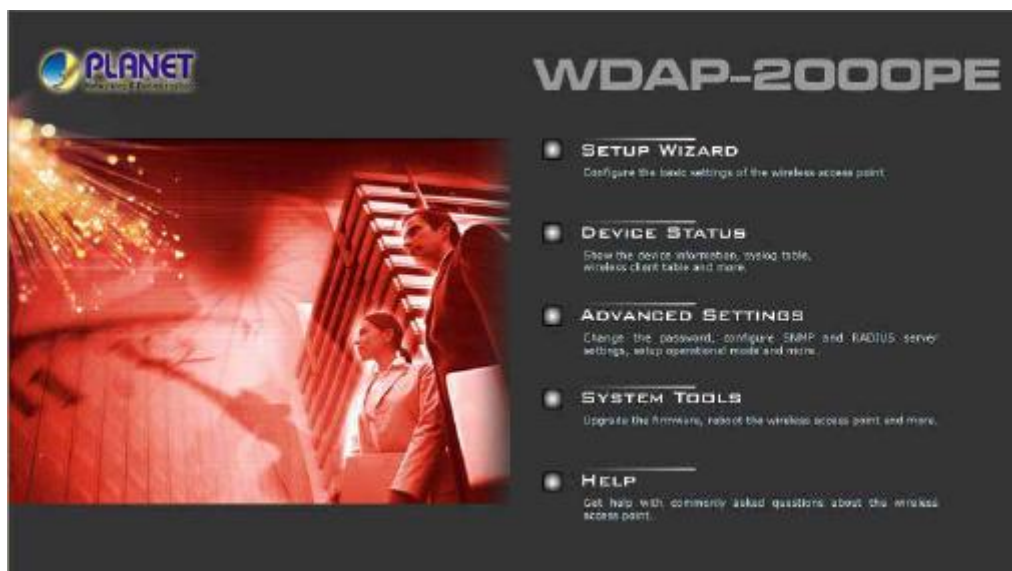 PLANET
WDAP-2000PE
SETUP WIZARD
Configure the basic settings of the wireless access point.
DEVICE STATUS
Show the device information, syslog table,
wireless client table and more.
ADVANCED SETTINGS
Change the password, configure SNMP and RADIUS server
settings, setup operational mode and more.
SYSTEM TOOLS
Upgrade the firmware, reboot the wireless access point and more.
HELP
Get help with commonly asked questions about the wireless
access point.